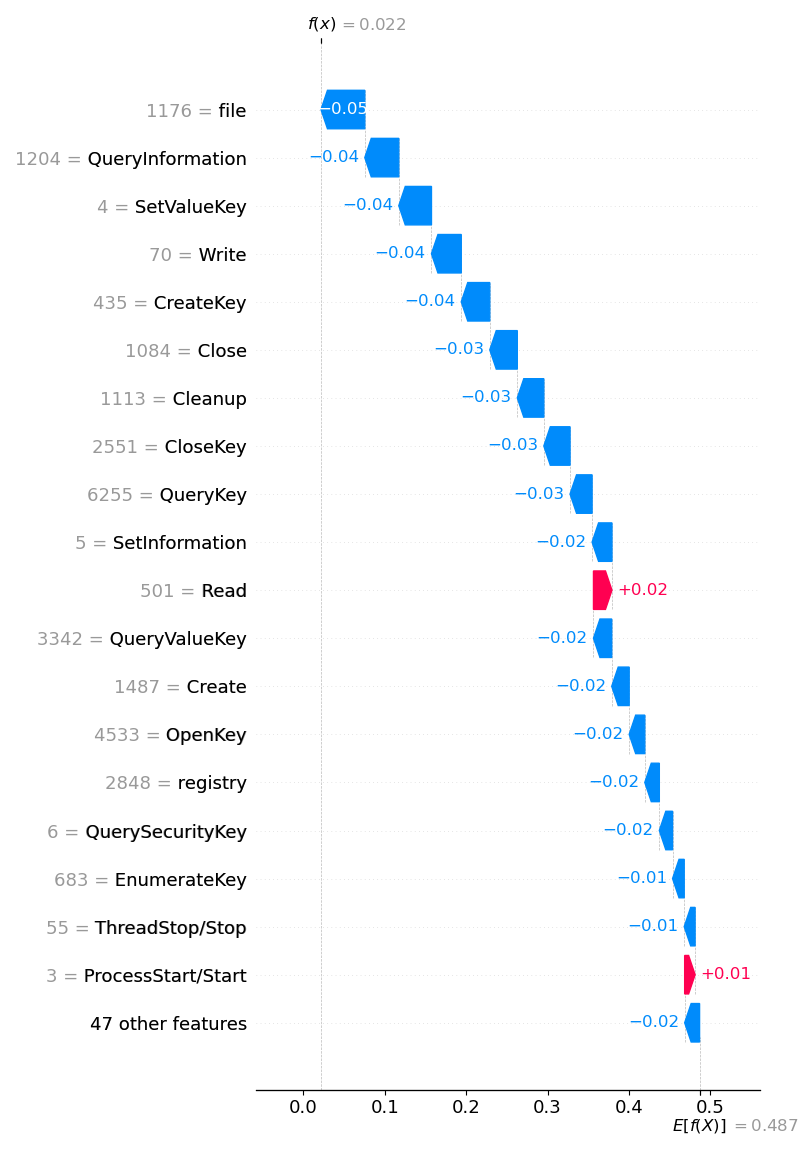 f(x) = 0.022
1176 = file −0.05
1204 = QueryInformation −0.04
4 = SetValueKey −0.04
70 = Write −0.04
435 = CreateKey −0.04
1084 = Close −0.03
1113 = Cleanup −0.03
2551 = CloseKey −0.03
6255 = QueryKey −0.03
5 = SetInformation −0.02
501 = Read +0.02
3342 = QueryValueKey −0.02
1487 = Create −0.02
4533 = OpenKey −0.02
2848 = registry −0.02
6 = QuerySecurityKey −0.02
683 = EnumerateKey −0.01
55 = ThreadStop/Stop −0.01
3 = ProcessStart/Start +0.01
47 other features −0.02
0.0 0.1 0.2 0.3 0.4 0.5
E[f(X)] = 0.487